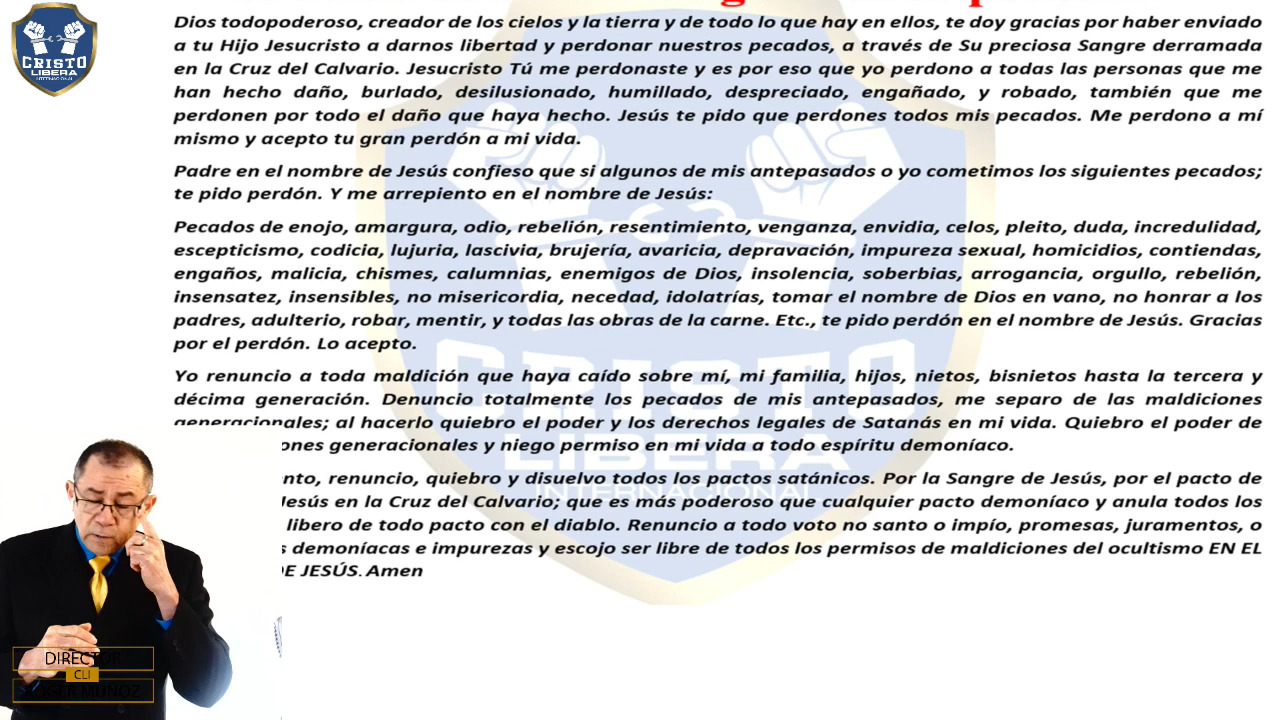 CRISTO
LIBERA
INTERNACIONAL
Dios todopoderoso, creador de los cielos y la tierra y de todo lo que hay en ellos, te doy gracias por haber enviado
a tu Hijo Jesucristo a darnos libertad y perdonar nuestros pecados, a través de Su preciosa Sangre derramada
en la Cruz del Calvario. Jesucristo Tú me perdonaste y es por eso que yo perdono a todas las personas que me
han hecho daño, burlado, desilusionado, humillado, despreciado, engañado, y robado, también que me
perdonen por todo el daño que haya hecho. Jesús te pido que perdones todos mis pecados. Me perdono a mí
mismo y acepto tu gran perdón a mi vida.
Padre en el nombre de Jesús confieso que si algunos de mis antepasados o yo cometimos los siguientes pecados;
te pido perdón. Y me arrepiento en el nombre de Jesús:
Pecados de enojo, amargura, odio, rebelión, resentimiento, venganza, envidia, celos, pleito, duda, incredulidad,
escepticismo, codicia, lujuria, lascivia, brujería, avaricia, depravación, impureza sexual, homicidios, contiendas,
engaños, malicia, chismes, calumnias, enemigos de Dios, insolencia, soberbias, arrogancia, orgullo, rebelión,
insensatez, insensibles, no misericordia, necedad, idolatrías, tomar el nombre de Dios en vano, no honrar a los
padres, adulterio, robar, mentir, y todas las obras de la carne. Etc., te pido perdón en el nombre de Jesús. Gracias
por el perdón. Lo acepto.
Yo renuncio a toda maldición que haya caído sobre mí, mi familia, hijos, nietos, bisnietos hasta la tercera y
décima generación. Denuncio totalmente los pecados de mis antepasados, me separo de las maldiciones
generacionales; al hacerlo quiebro el poder y los derechos legales de Satanás en mi vida. Quiebro el poder de
ones generacionales y niego permiso en mi vida a todo espíritu demoníaco.
nto, renuncio, quiebro y disuelvo todos los pactos satánicos. Por la Sangre de Jesús, por el pacto de
Jesús en la Cruz del Calvario; que es más poderoso que cualquier pacto demoníaco y anula todos los
libero de todo pacto con el diablo. Renuncio a todo voto no santo o impío, promesas, juramentos, o
s demoníacas e impurezas y escojo ser libre de todos los permisos de maldiciones del ocultismo EN EL
DE JESÚS. Amen
CRISTO
LIBERA
INTERNACIONAL
DIRECTOR
CLI
ROGER MUÑOZ